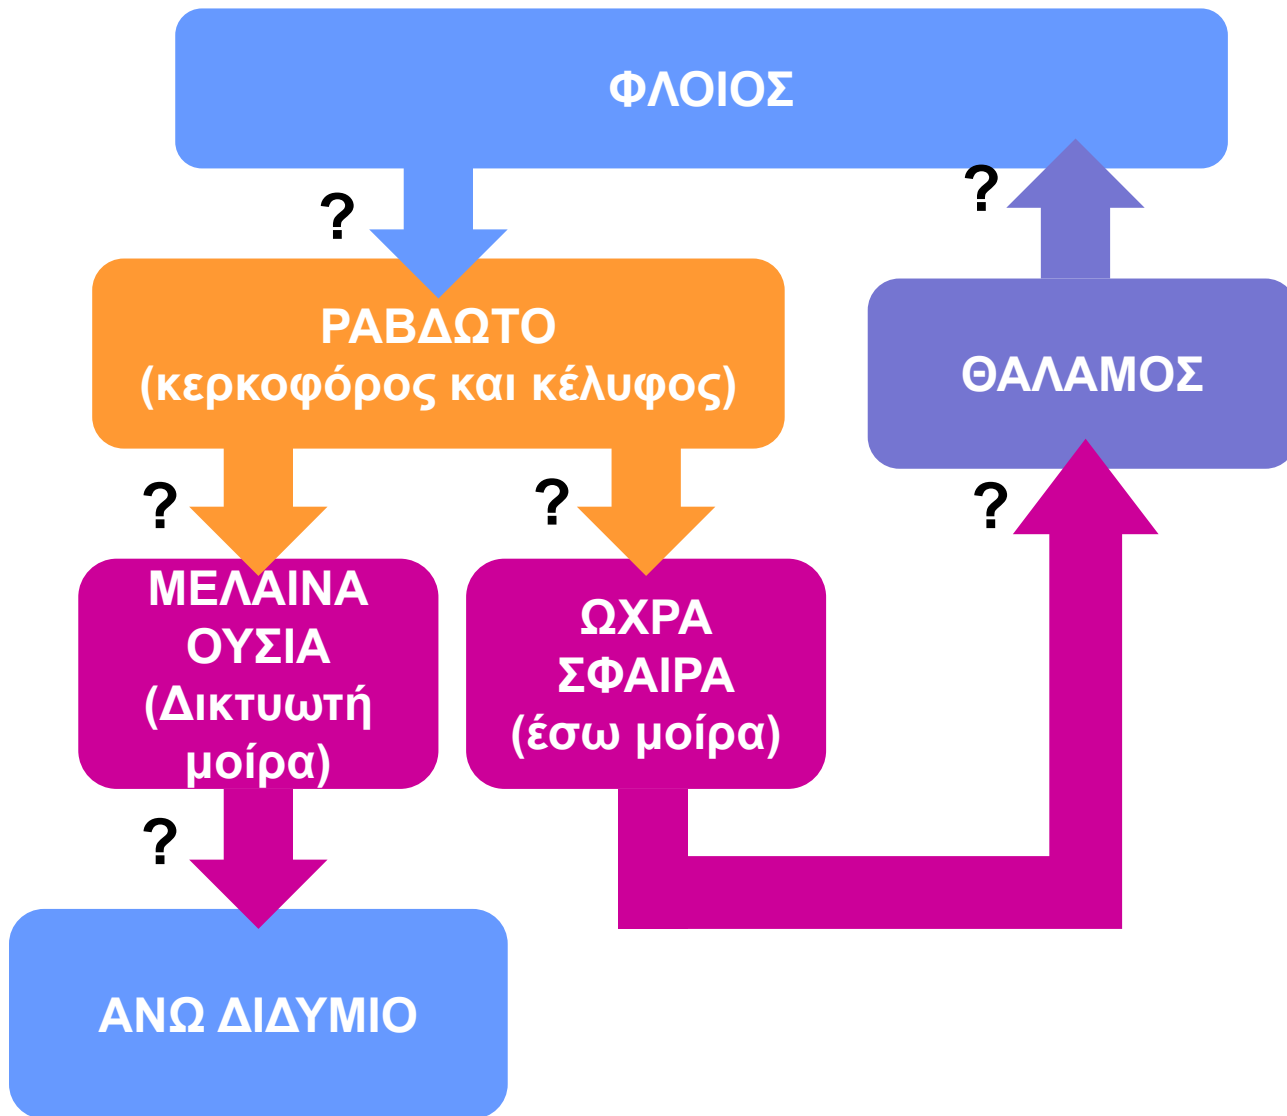 ΦΛΟΙΟΣ
?
?
ΡΑΒΔΩΤΟ
(κερκοφόρος και κέλυφος)
ΘΑΛΑΜΟΣ
?
?
?
ΜΕΛΑΙΝΑ
ΟΥΣΙΑ
(Δικτυωτή
μοίρα)
ΩΧΡΑ
ΣΦΑΙΡΑ
(έσω μοίρα)
?
ΑΝΩ ΔΙΔΥΜΙΟ